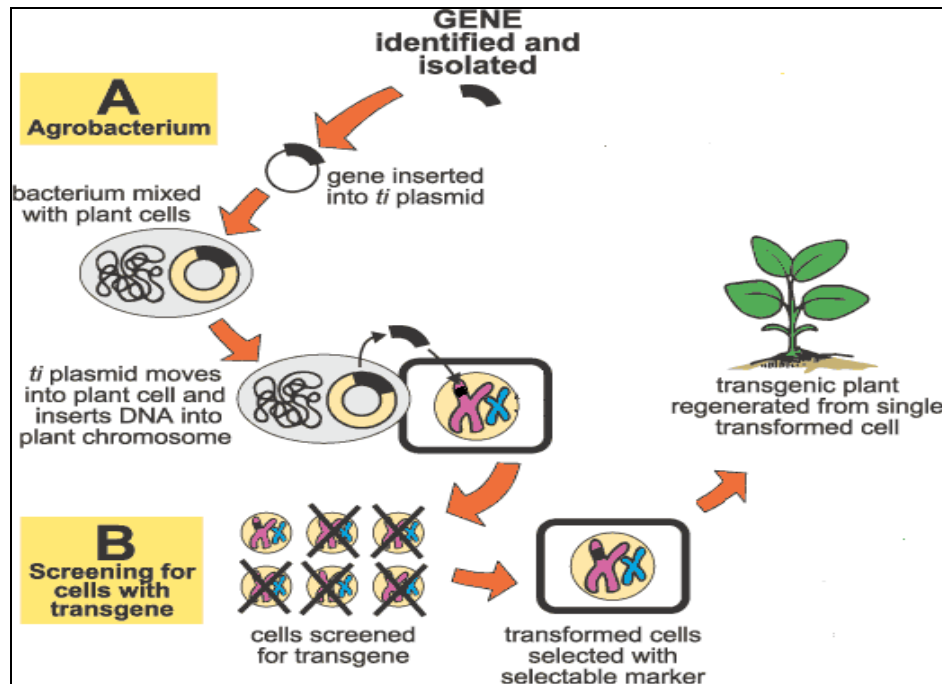 GENE
identified and
isolated
A
Agrobacterium
gene inserted
into ti plasmid
bacterium mixed
with plant cells
ti plasmid moves
into plant cell and
inserts DNA into
plant chromosome
transgenic plant
regenerated from single
transformed cell
B
Screening for
cells with
transgene
cells screened
for transgene
transformed cells
selected with
selectable marker